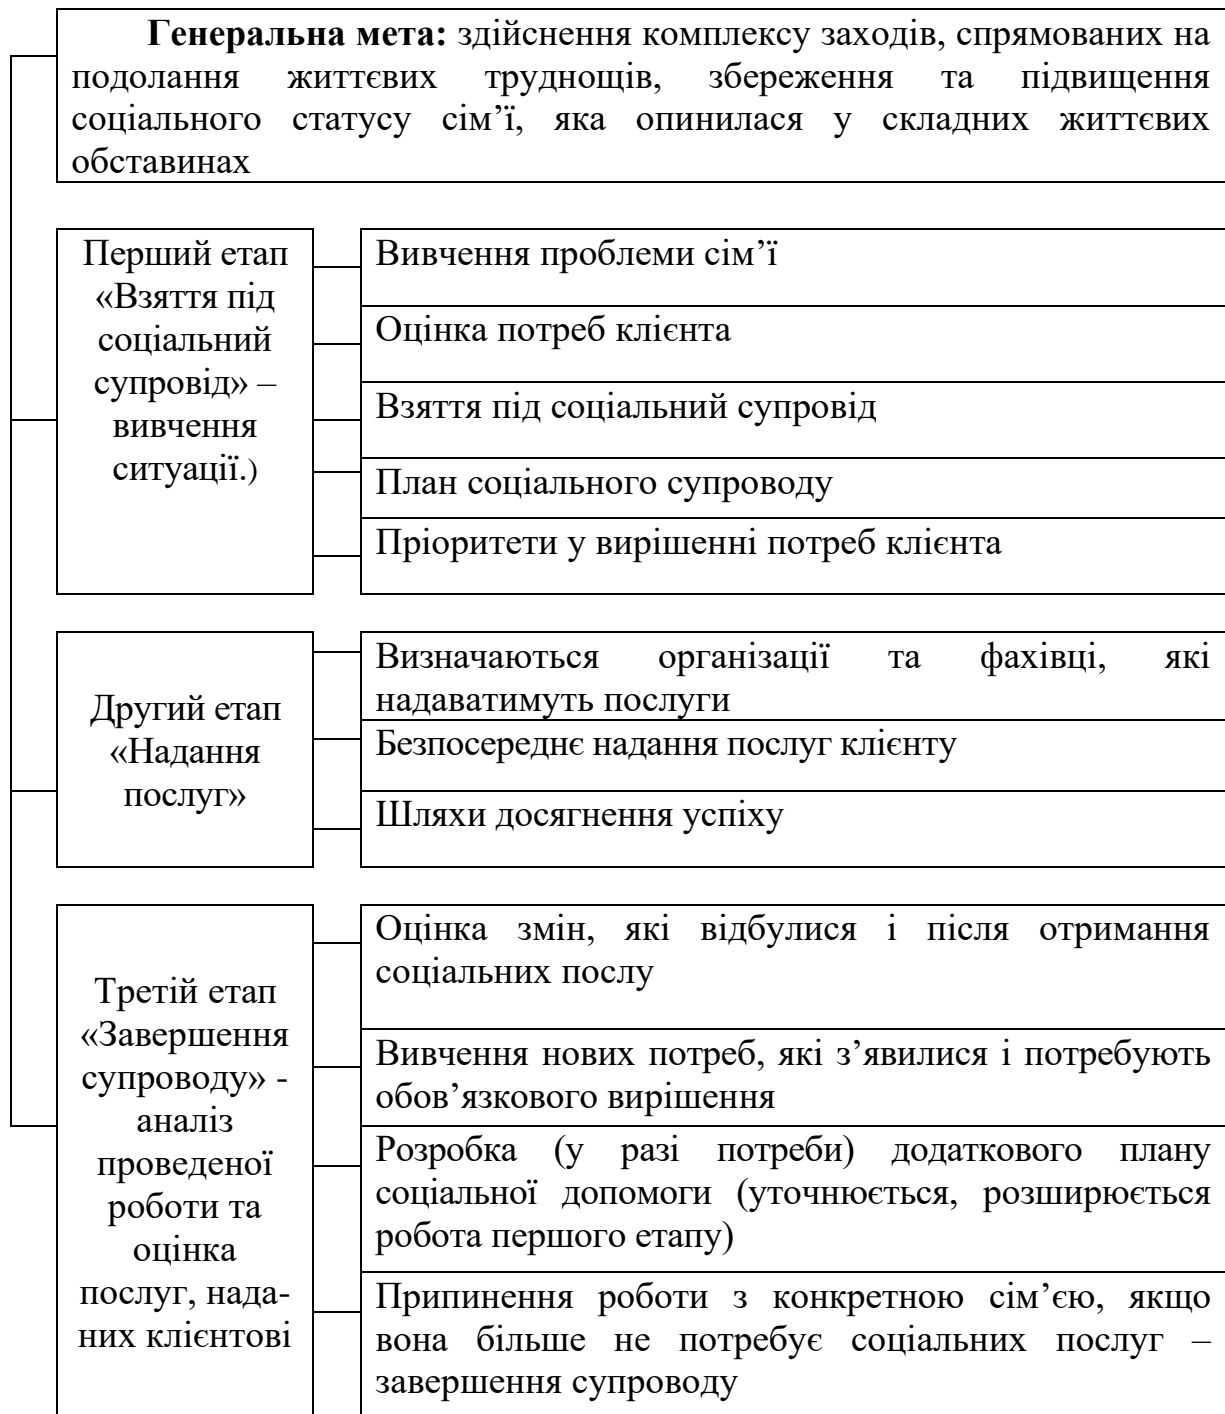 Генеральна мета: здійснення комплексу заходів, спрямованих на
подолання життєвих труднощів, збереження та підвищення
соціального статусу сім’ї, яка опинилася у складних життєвих
обставинах
Перший етап
«Взяття під
соціальний
супровід» –
вивчення
ситуації.)
Вивчення проблеми сім’ї
Оцінка потреб клієнта
Взяття під соціальний супровід
План соціального супроводу
Пріоритети у вирішенні потреб клієнта
Другий етап
«Надання
послуг»
Визначаються організації та фахівці, які
надаватимуть послуги
Безпосереднє надання послуг клієнту
Шляхи досягнення успіху
Третій етап
«Завершення
супроводу» -
аналіз
проведеної
роботи та
оцінка
послуг, нада-
них клієнтові
Оцінка змін, які відбулися і після отримання
соціальних послу
Вивчення нових потреб, які з’явилися і потребують
обов’язкового вирішення
Розробка (у разі потреби) додаткового плану
соціальної допомоги (уточнюється, розширюється
робота першого етапу)
Припинення роботи з конкретною сім’єю, якщо
вона більше не потребує соціальних послуг –
завершення супроводу